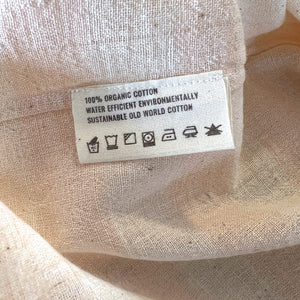 100% ORGANIC COTTON
WATER EFFICIENT ENVIRONMENTALLY
SUSTAINABLE OLD WORLD COTTON